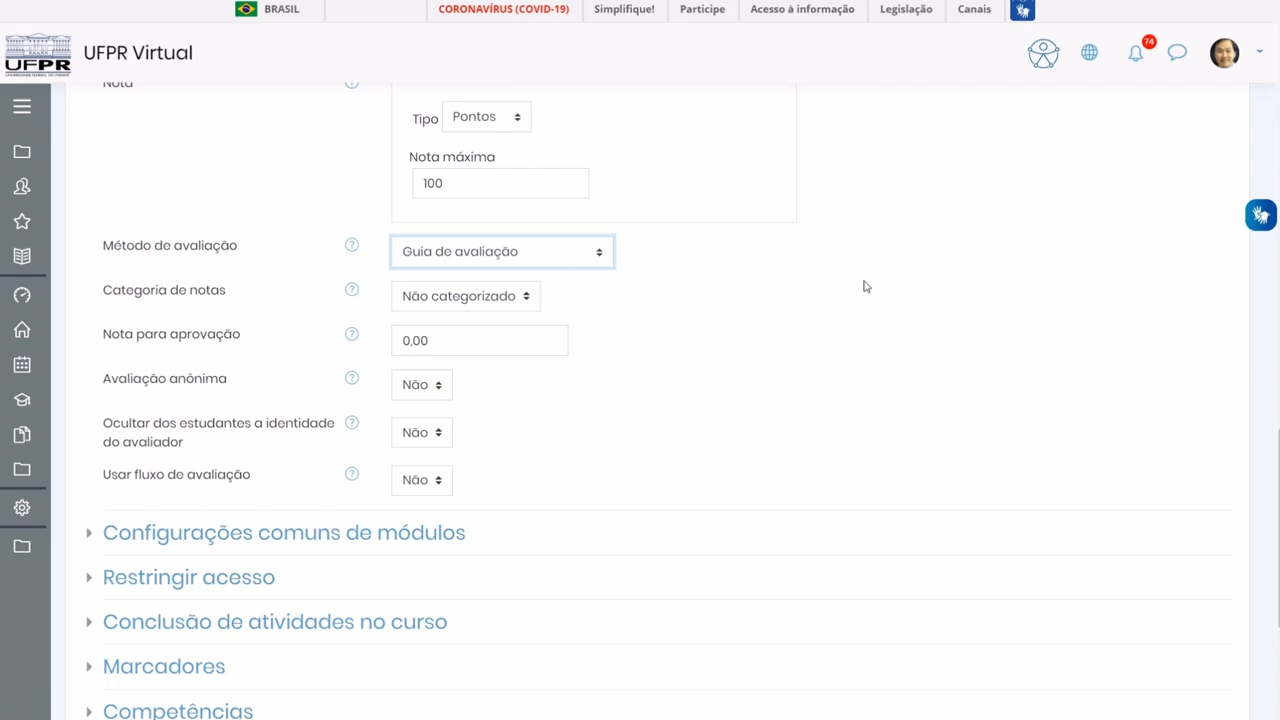 BRASIL
CORONAVÍRUS (COVID-19)
Simplifique!
Participe
Acesso à informação
Legislação
Canais
UFPR
UFPR Virtual
74
Nota
Tipo
Pontos
Nota máxima
100
Método de avaliação
Guia de avaliação
Categoria de notas
Não categorizado
Nota para aprovação
0,00
Avaliação anônima
Não
Ocultar dos estudantes a identidade
do avaliador
Não
Usar fluxo de avaliação
Não
Configurações comuns de módulos
Restringir acesso
Conclusão de atividades no curso
Marcadores
Competências